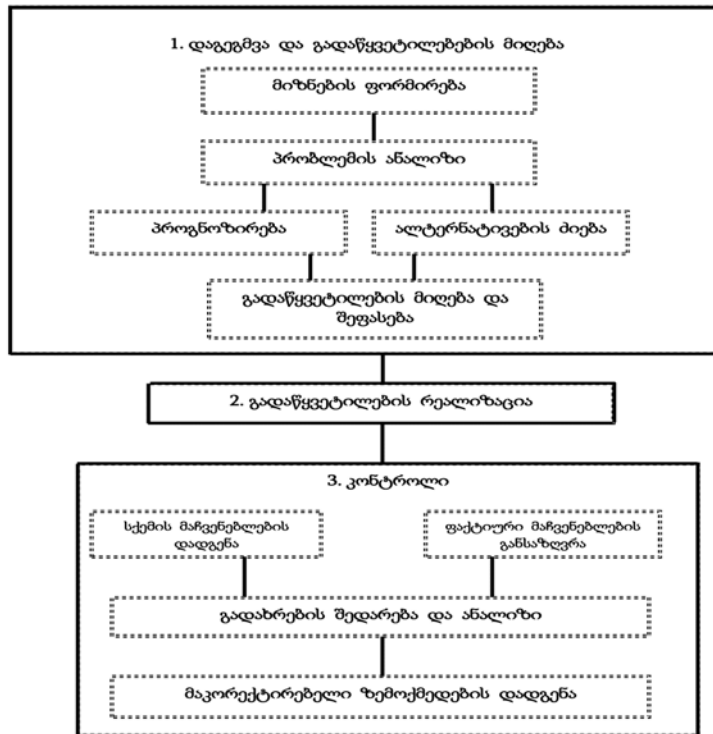 1. დაგეგმვა და გადაწყვეტილებების მიღება
მიზნების ფორმირება
პრობლემის ანალიზი
პროგნოზირება
ალტერნატივების ძიება
გადაწყვეტილების მიღება და
შეფასება
2. გადაწყვეტილების რეალიზაცია
3. კონტროლი
სქემის მაჩვენებლების
დადგენა
ფაქტიური მაჩვენებლების
განსაზღვრა
გადახრების შედარება და ანალიზი
მაკორექტირებელი ზემოქმედების დადგენა